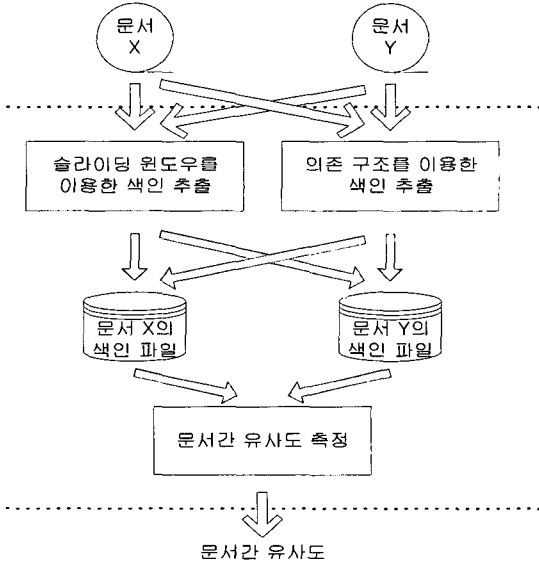 문서
X
문서
Y
슬라이딩 윈도우를
이용한 색인 추출
의존 구조를 이용한
색인 추출
문서 X의
색인 파일
문서 Y의
색인 파일
문서간 유사도 측정
문서간 유사도